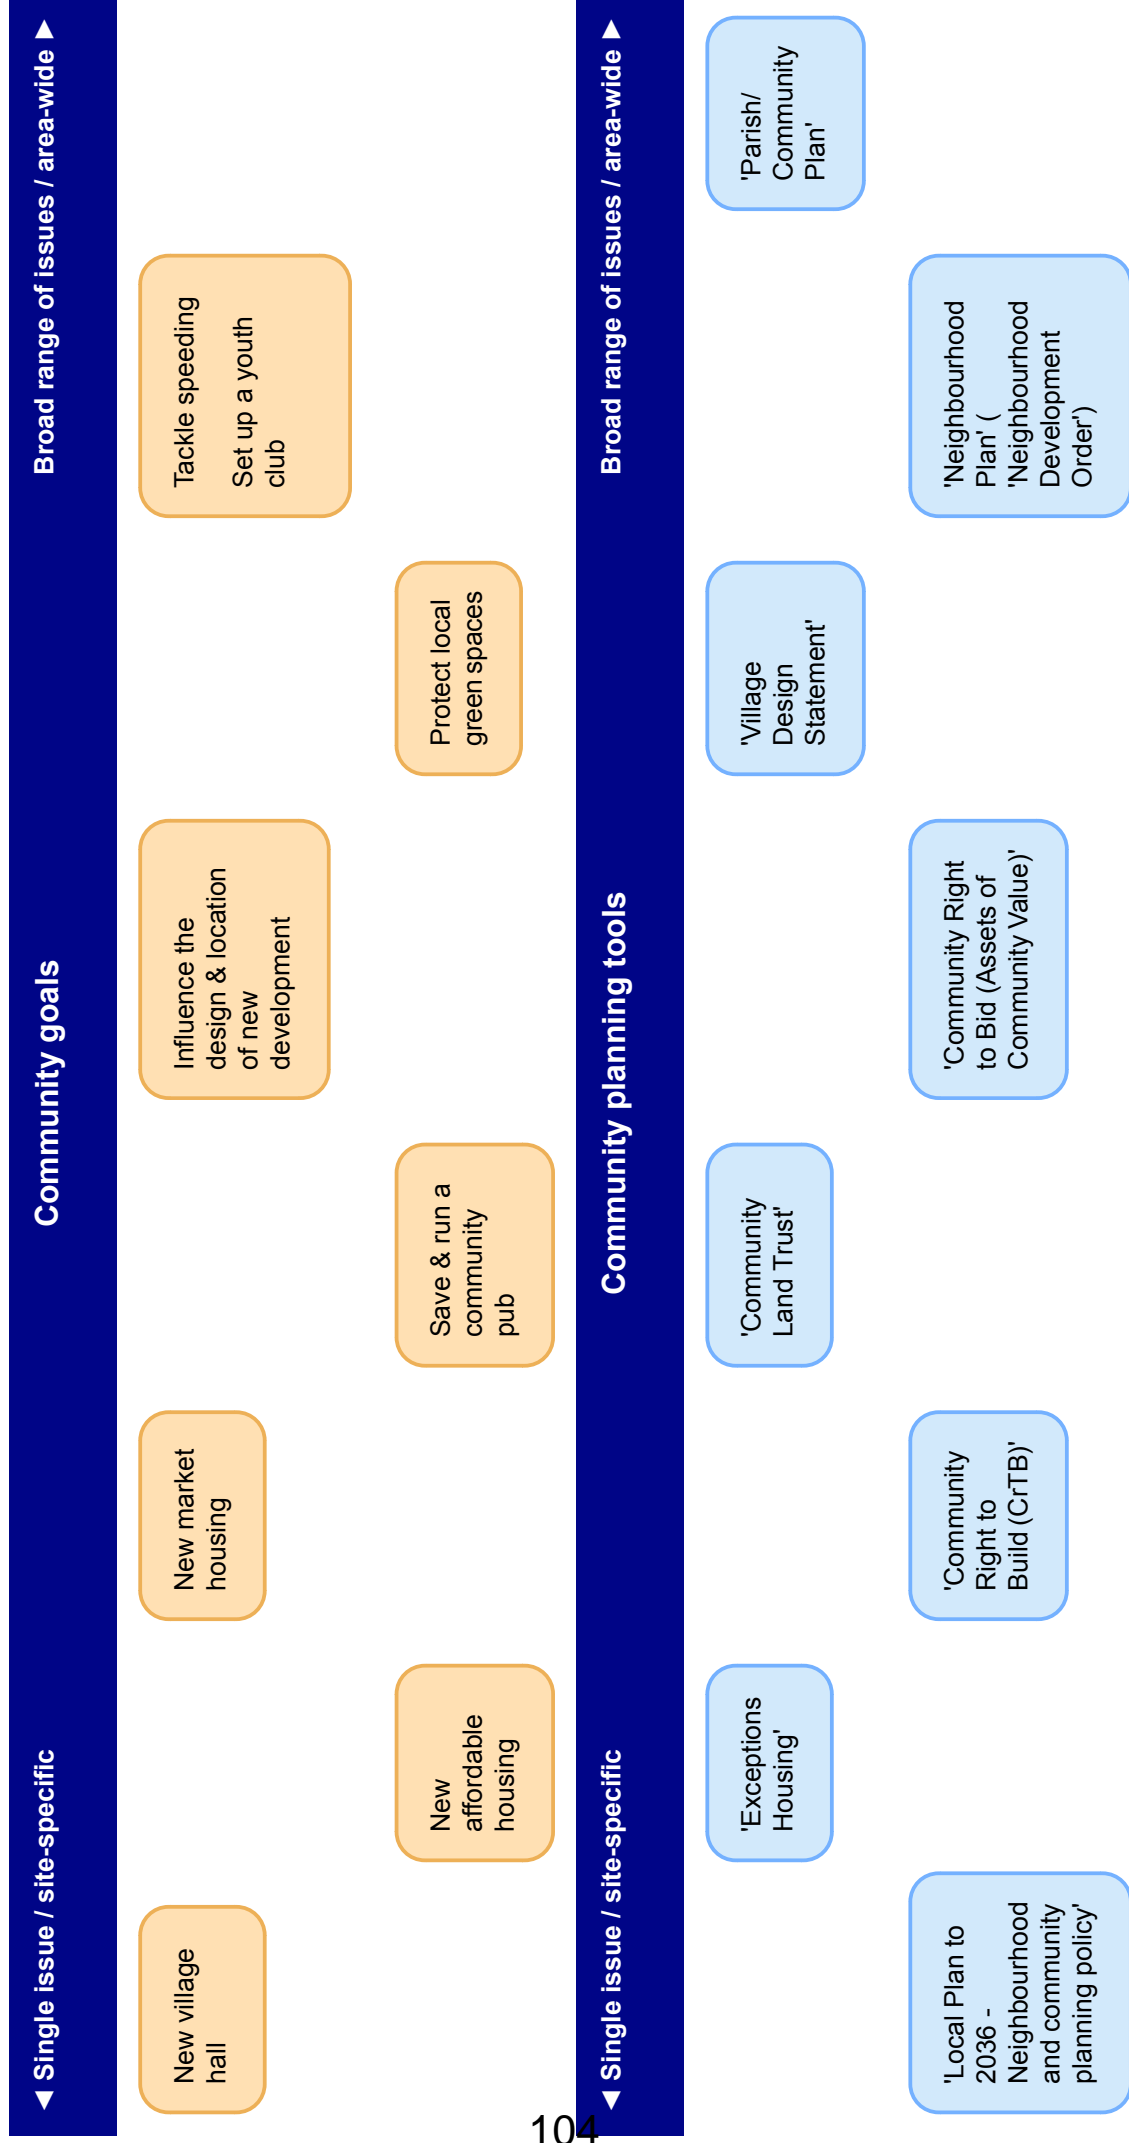 ◄ Single issue / site-specific
Community goals
Broad range of issues / area-wide ►
New village
hall
New
affordable
housing
New market
housing
Save & run a
community
pub
Influence the
design & location
of new
development
Protect local
green spaces
Tackle speeding
Set up a youth
club
◄ Single issue / site-specific
Community planning tools
Broad range of issues / area-wide ►
'Local Plan to
2036 -
Neighbourhood
and community
planning policy'
'Exceptions
Housing'
'Community
Right to
Build (CrTB)'
'Community
Land Trust'
'Community Right
to Bid (Assets of
Community Value)'
'Village
Design
Statement'
'Neighbourhood
Plan' (
'Neighbourhood
Development
Order')
'Parish/
Community
Plan'
104